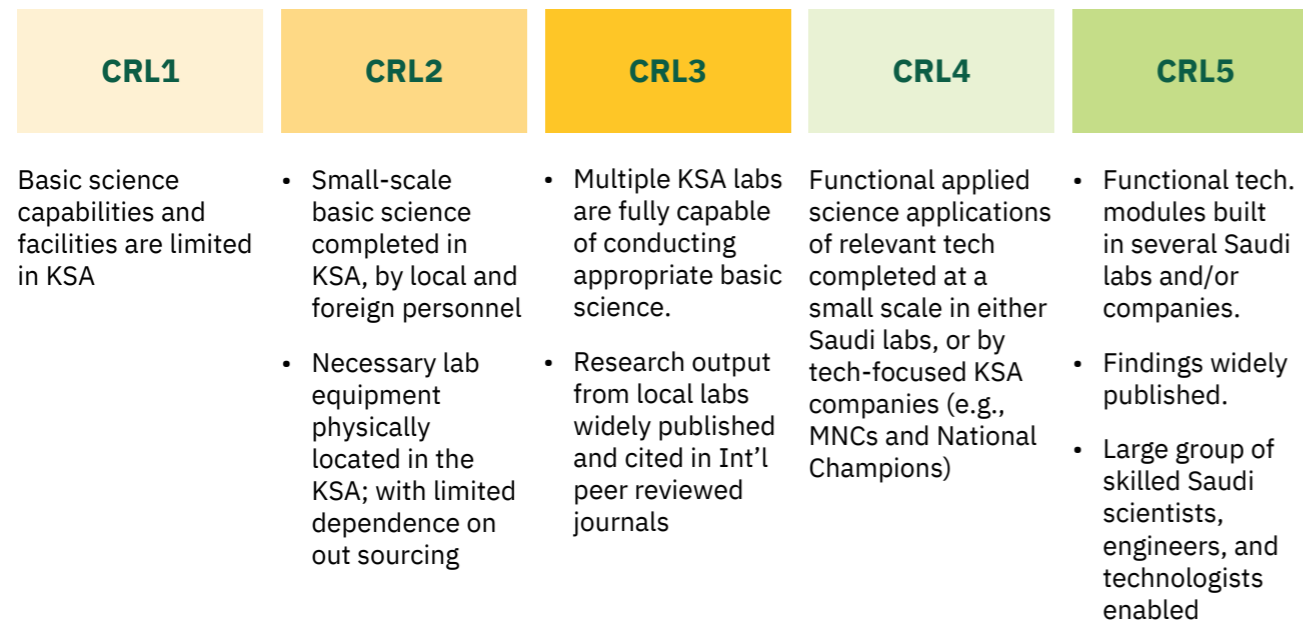 CRL1
Basic science
capabilities and
facilities are limited
in KSA
CRL2
• Small-scale
basic science
completed in
KSA, by local and
foreign personnel
• Necessary lab
equipment
physically
located in the
KSA; with limited
dependence on
out sourcing
CRL3
• Multiple KSA labs
are fully capable
of conducting
appropriate basic
science.
• Research output
from local labs
widely published
and cited in Int'l
peer reviewed
journals
CRL4
Functional applied
science applications
of relevant tech
completed at a
small scale in either
Saudi labs, or by
tech-focused KSA
companies (e.g.,
MNCs and National
Champions)
CRL5
• Functional tech.
modules built
in several Saudi
labs and/or
companies.
• Findings widely
published.
• Large group of
skilled Saudi
scientists,
engineers, and
technologists
enabled